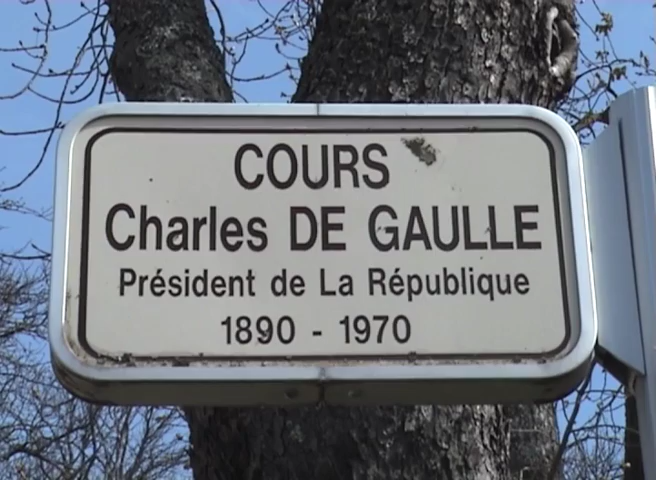 COURS
Charles DE GAULLE
Président de La République
1890 - 1970